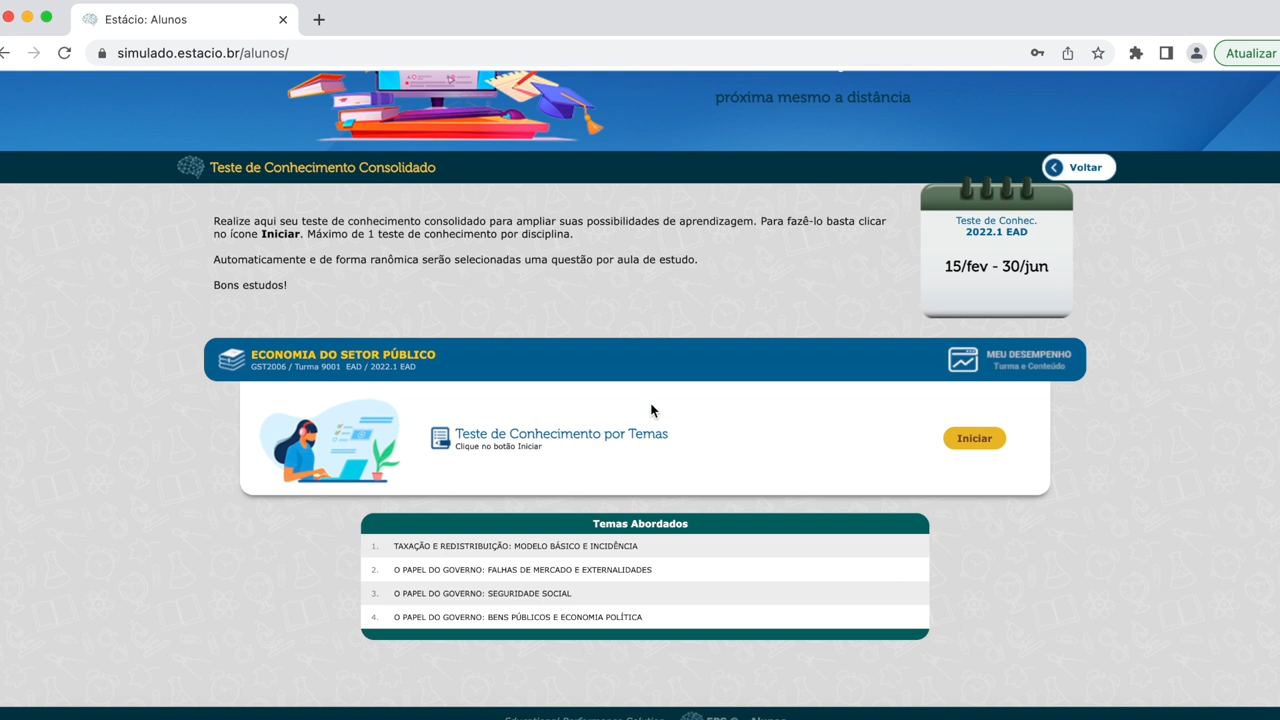 Estácio: Alunos
simulado.estacio.br/alunos/
Atualizar
próxima mesmo a distância
Teste de Conhecimento Consolidado
Voltar
Realize aqui seu teste de conhecimento consolidado para ampliar suas possibilidades de aprendizagem. Para fazê-lo basta clicar
no ícone Iniciar. Máximo de 1 teste de conhecimento por disciplina.
Automaticamente e de forma ranômica serão selecionadas uma questão por aula de estudo.
Bons estudos!
Teste de Conhec.
2022.1 EAD
15/fev - 30/jun
ECONOMIA DO SETOR PÚBLICO
GST2006 / Turma 9001 EAD / 2022.1 EAD
MEU DESEMPENHO
Turma e Conteúdo
Teste de Conhecimento por Temas
Clique no botão Iniciar
Iniciar
Temas Abordados
1. TAXAÇÃO E REDISTRIBUIÇÃO: MODELO BÁSICO E INCIDÊNCIA
2. O PAPEL DO GOVERNO: FALHAS DE MERCADO E EXTERNALIDADES
3. O PAPEL DO GOVERNO: SEGURIDADE SOCIAL
4. O PAPEL DO GOVERNO: BENS PÚBLICOS E ECONOMIA POLÍTICA